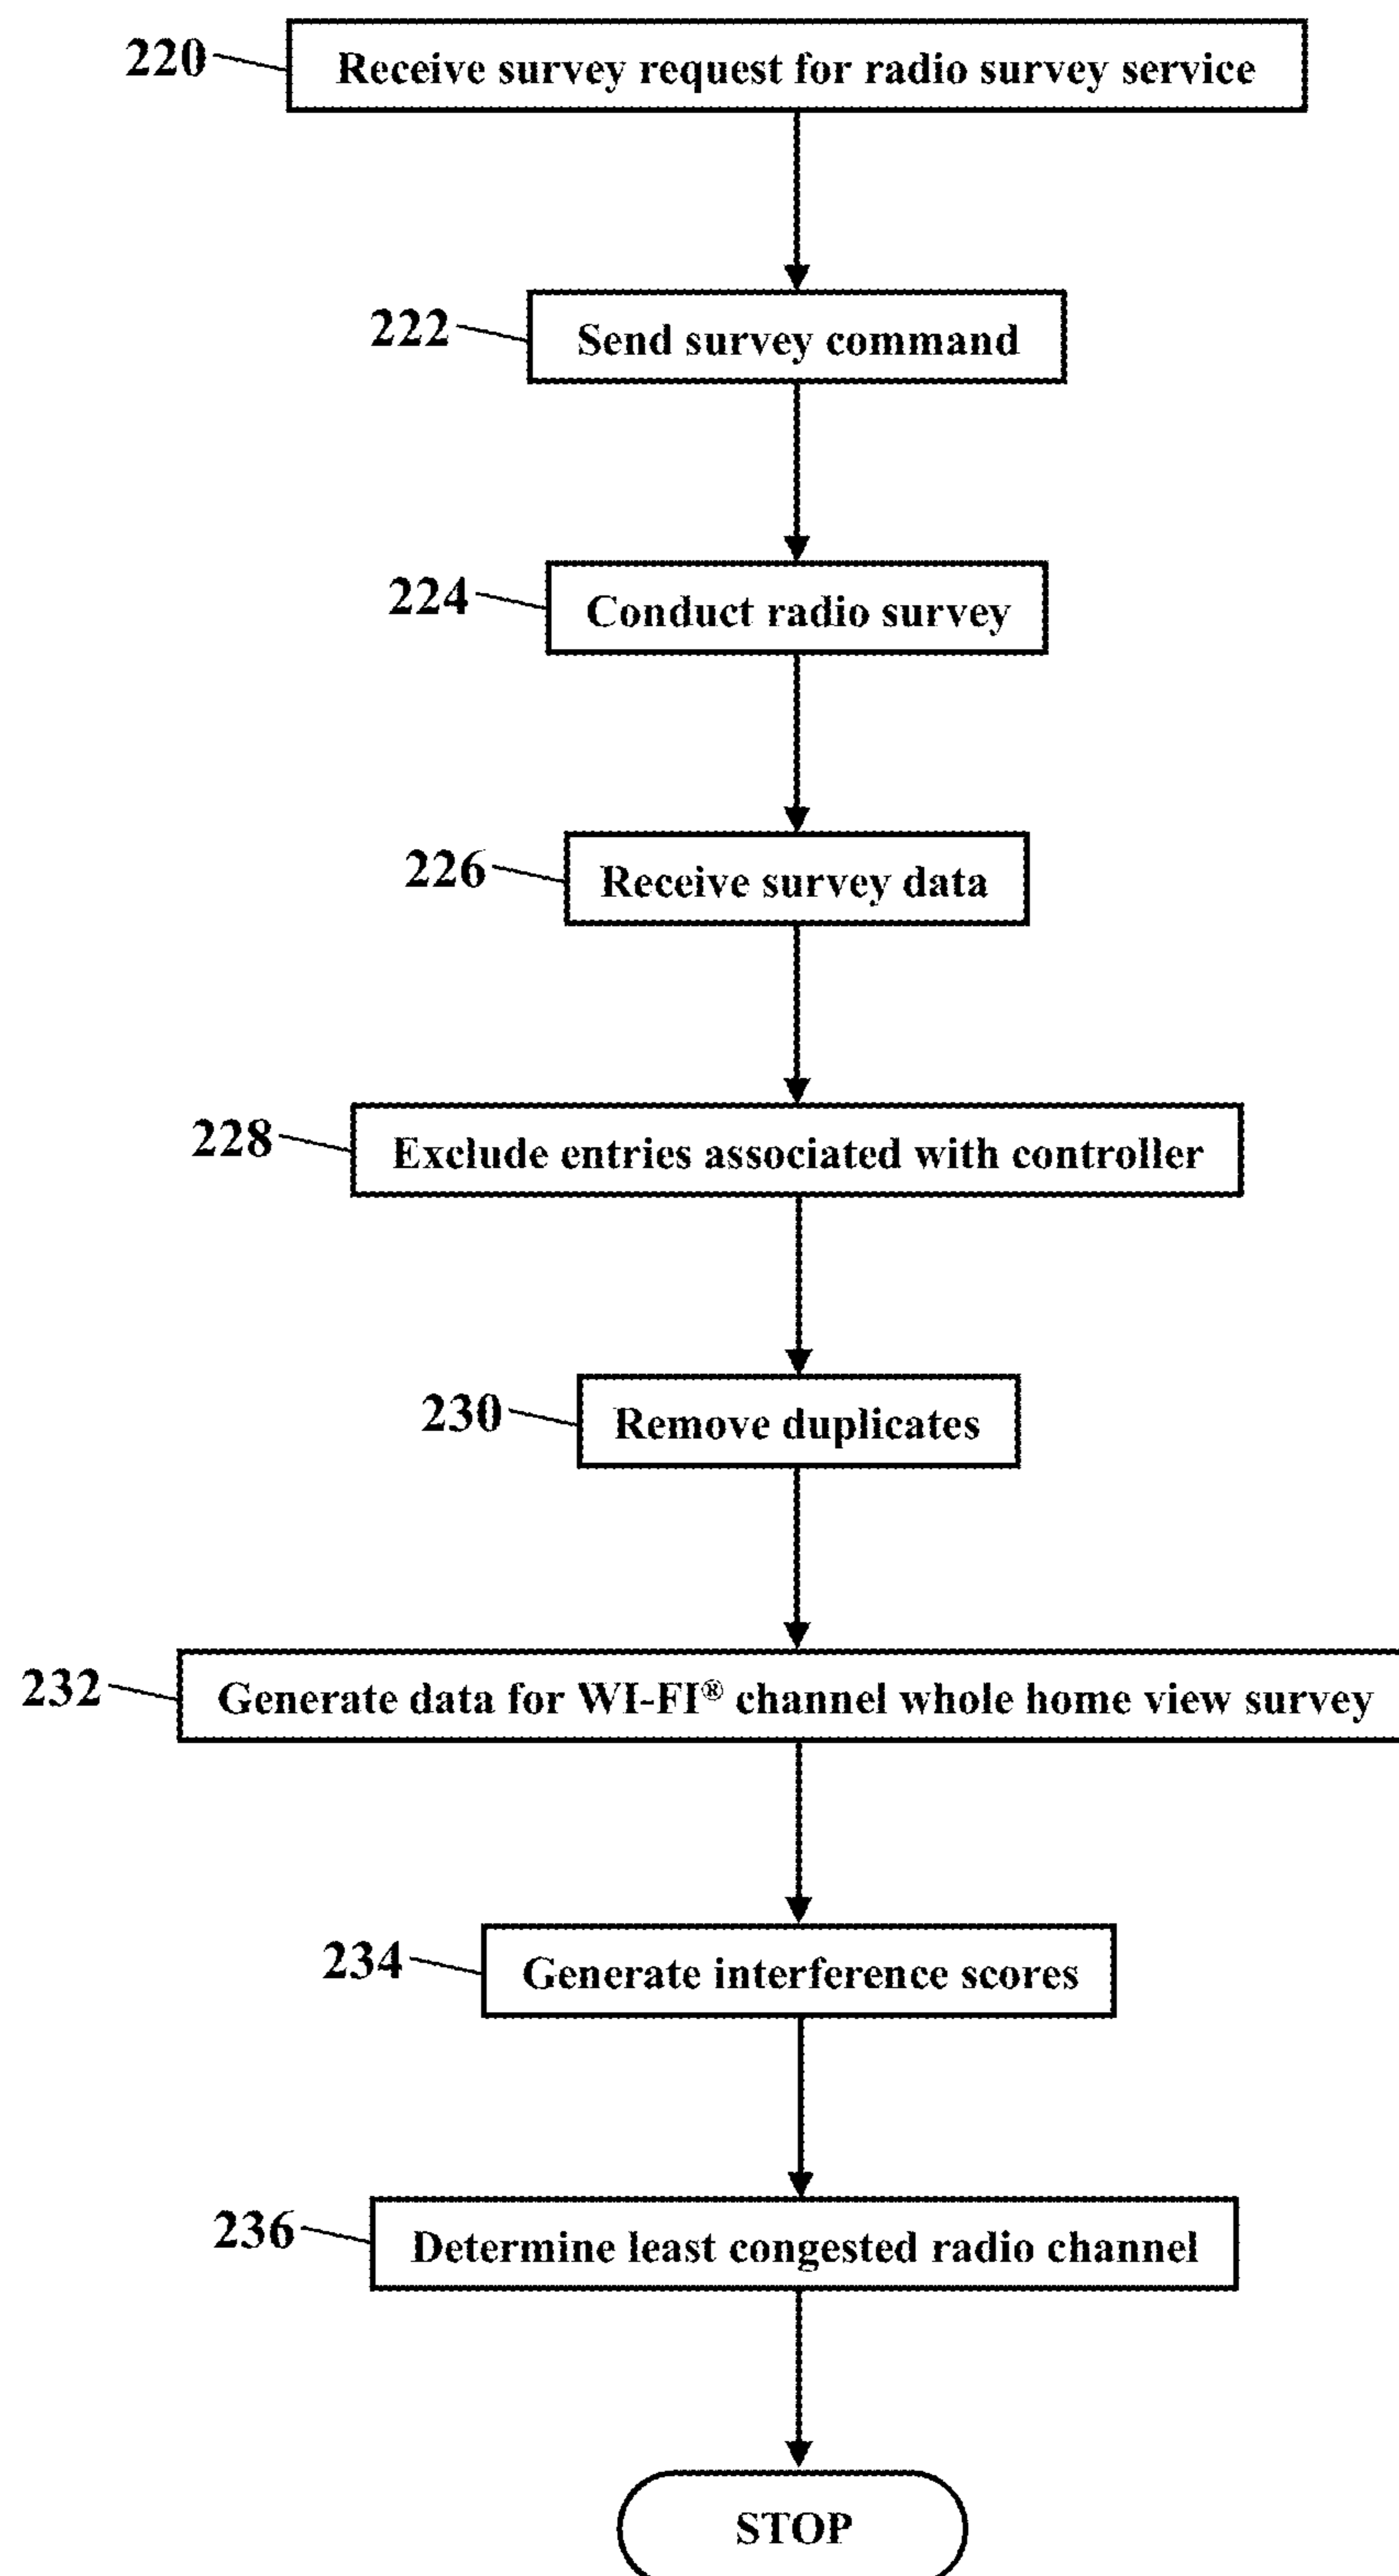 220 Receive survey request for radio survey service
222 Send survey command
224 Conduct radio survey
226 Receive survey data
228 Exclude entries associated with controller
230 Remove duplicates
232 Generate data for WI-FI® channel whole home view survey
234 Generate interference scores
236 Determine least congested radio channel
STOP